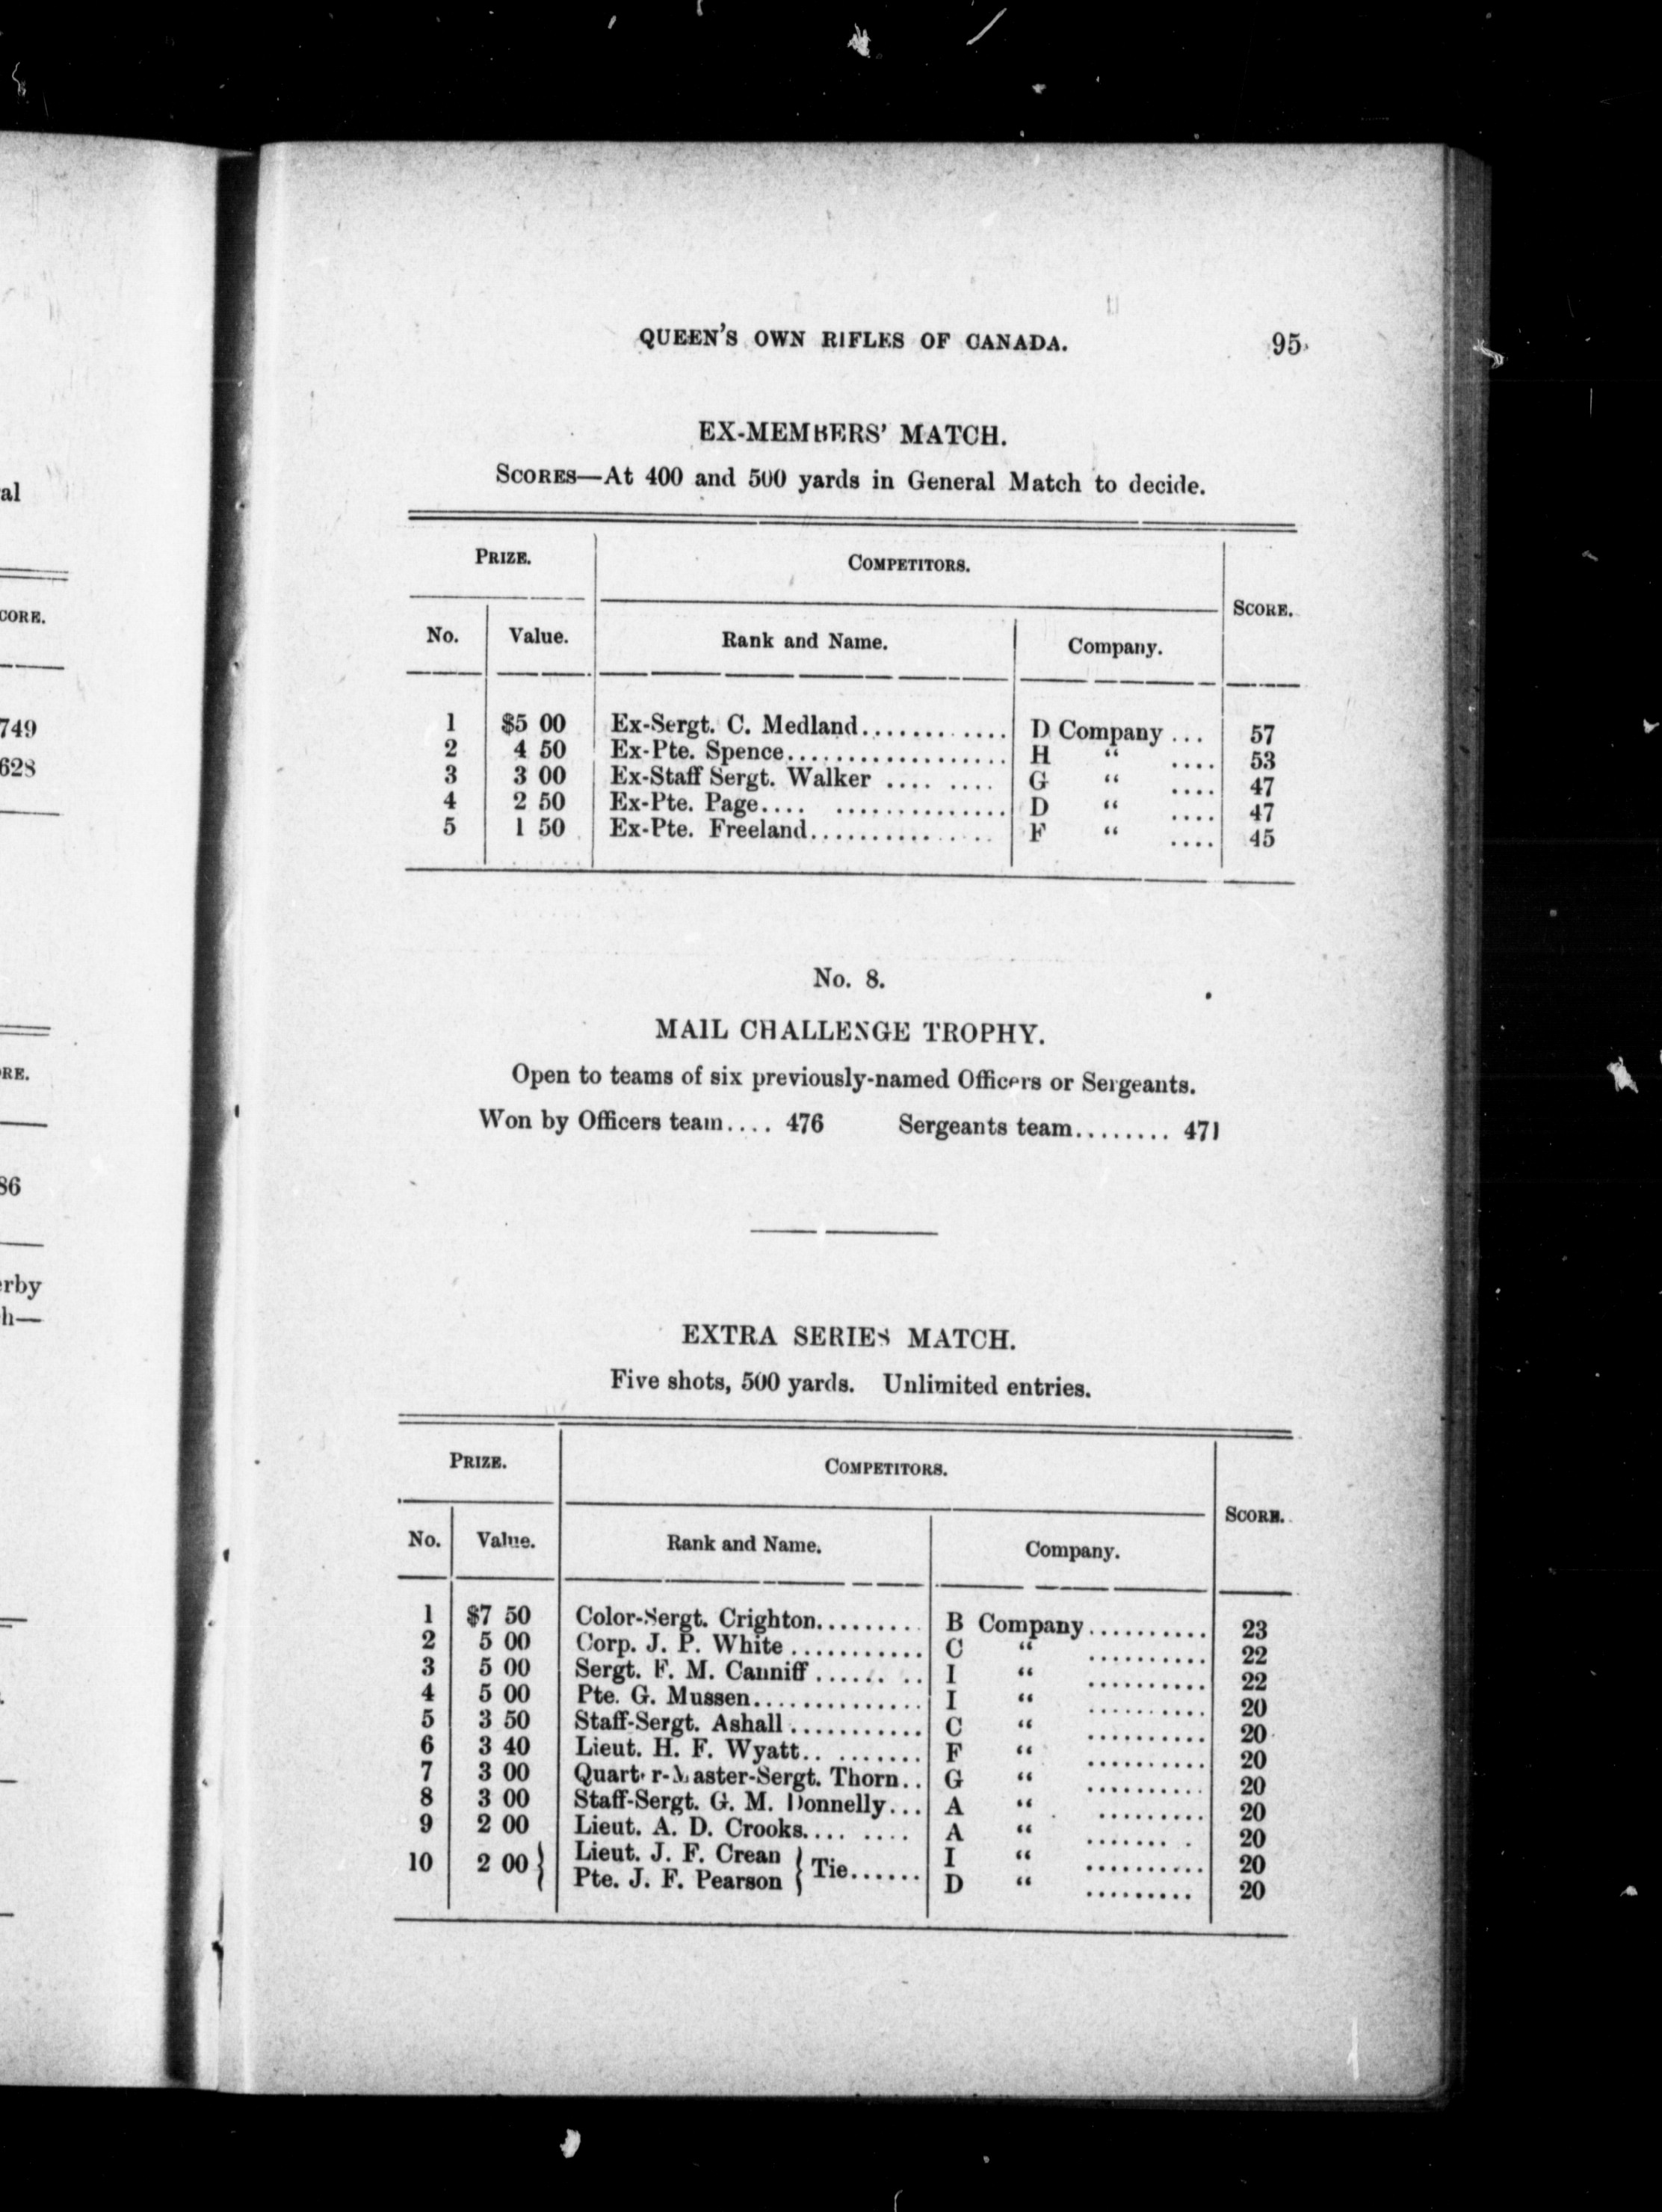 al
CORE.
749
628
RE.
86
erby
h—
QUEEN'S OWN RIFLES OF CANADA. 95
EX-MEMBERS' MATCH.
SCORES—At 400 and 500 yards in General Match to decide.
PRIZE. COMPETITORS. SCORE.
No. Value. Rank and Name. Company.
1 $5 00 Ex-Sergt. C. Medland............ D Company ... 57
2 4 50 Ex-Pte. Spence................... H “ .... 53
3 3 00 Ex-Staff Sergt. Walker .... .... G “ .... 47
4 2 50 Ex-Pte. Page.... .............. D “ .... 47
5 1 50 Ex-Pte. Freeland............... F “ .... 45
No. 8.
MAIL CHALLENGE TROPHY.
Open to teams of six previously-named Officers or Sergeants.
Won by Officers team.... 476 Sergeants team........ 471
EXTRA SERIES MATCH.
Five shots, 500 yards. Unlimited entries.
PRIZE. COMPETITORS. SCORE.
No. Value. Rank and Name. Company.
1 $7 50 Color-Sergt. Crighton......... B Company.......... 23
2 5 00 Corp. J. P. White ........... C “ .......... 22
3 5 00 Sergt. F. M. Canniff ...... .. I “ .......... 22
4 5 00 Pte. G. Mussen.............. I “ .......... 20
5 3 50 Staff-Sergt. Ashall ........... C “ .......... 20
6 3 40 Lieut. H. F. Wyatt.. ....... F “ .......... 20
7 3 00 Quarter-Master-Sergt. Thorn.. G “ .......... 20
8 3 00 Staff-Sergt. G. M. Donnelly... A “ ......... 20
9 2 00 Lieut. A. D. Crooks.... .... A “ ....... . 20
10 2 00 } Lieut. J. F. Crean } Tie...... I “ .......... 20
Pte. J. F. Pearson D “ ......... 20